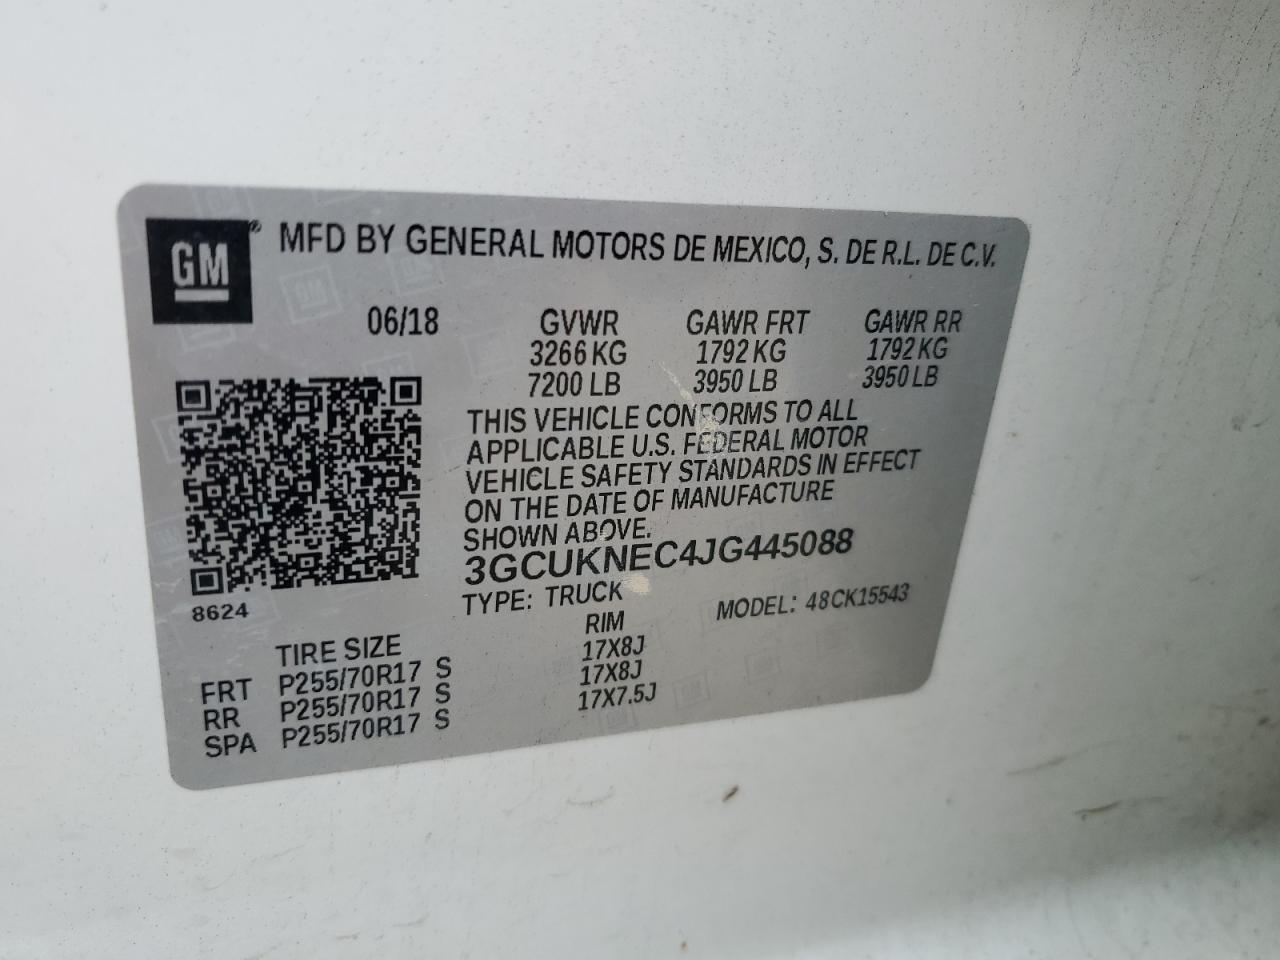 GM® MFD BY GENERAL MOTORS DE MEXICO, S. DE R.L. DE C.V.
06/18 GVWR GAWR FRT GAWR RR
3266 KG 1792 KG 1792 KG
7200 LB 3950 LB 3950 LB
THIS VEHICLE CONFORMS TO ALL
APPLICABLE U.S. FEDERAL MOTOR
VEHICLE SAFETY STANDARDS IN EFFECT
ON THE DATE OF MANUFACTURE
SHOWN ABOVE.
3GCUKNEC4JG445088
8624
TYPE: TRUCK MODEL: 48CK15543
TIRE SIZE RIM
FRT P255/70R17 S 17X8J
RR P255/70R17 S 17X8J
SPA P255/70R17 S 17X7.5J